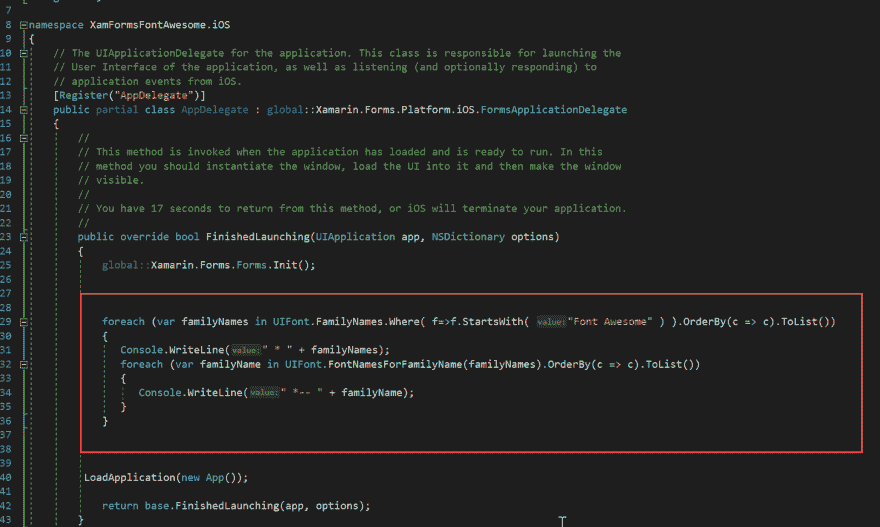 7
8 namespace XamFormsFontAwesome.iOS
9 {
10 // The UIApplicationDelegate for the application. This class is responsible for launching the
11 // User Interface of the application, as well as listening (and optionally responding) to
12 // application events from iOS.
13 [Register("AppDelegate")]
14 public partial class AppDelegate : global::Xamarin.Forms.Platform.iOS.FormsApplicationDelegate
15 {
16 //
17 // This method is invoked when the application has loaded and is ready to run. In this
18 // method you should instantiate the window, load the UI into it and then make the window
19 // visible.
20 //
21 // You have 17 seconds to return from this method, or iOS will terminate your application.
22 //
23 public override bool FinishedLaunching(UIApplication app, NSDictionary options)
24 {
25 global::Xamarin.Forms.Forms.Init();
26
27
28
29 foreach (var familyNames in UIFont.FamilyNames.Where( f=>f.StartsWith( value: "Font Awesome" ) ).OrderBy(c => c).ToList())
30 {
31 Console.WriteLine( value: " * " + familyNames);
32 foreach (var familyName in UIFont.FontNamesForFamilyName(familyNames).OrderBy(c => c).ToList())
33 {
34 Console.WriteLine( value: " *-- " + familyName);
35 }
36 }
37
38
39
40 LoadApplication(new App());
41
42 return base.FinishedLaunching(app, options);
43 }